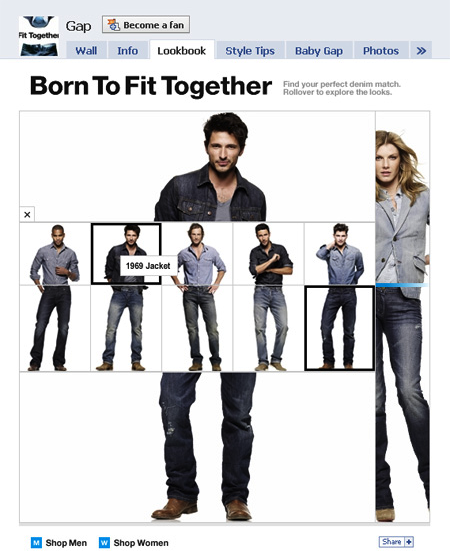 Fit Together
Gap
Become a fan
Wall Info Lookbook Style Tips Baby Gap Photos »
Born To Fit Together
Find your perfect denim match.
Rollover to explore the looks.
×
1969 Jacket
M Shop Men W Shop Women
Share +